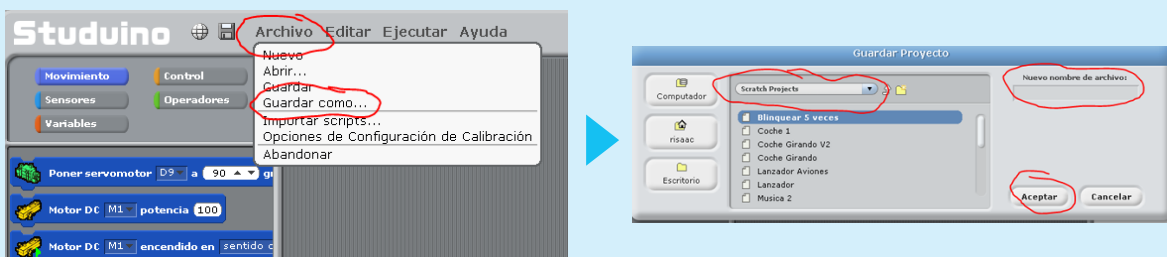 Studuino
Archivo Editar Ejecutar Ayuda
Nuevo
Abrir...
Guardar
Guardar como...
Importar scripts...
Opciones de Configuración de Calibración
Abandonar
Movimiento Control
Sensores Operadores
Variables
Poner servomotor D9 a 90 gr
Motor DC M1 potencia 100
Motor DC M1 encendido en sentido
Guardar Proyecto
Computador
risaac
Escritorio
Scratch Projects
Blinquear 5 veces
Coche 1
Coche Girando V2
Coche Girando
Lanzador Aviones
Lanzador
Musica 2
Nuevo nombre de archivo:
Aceptar Cancelar